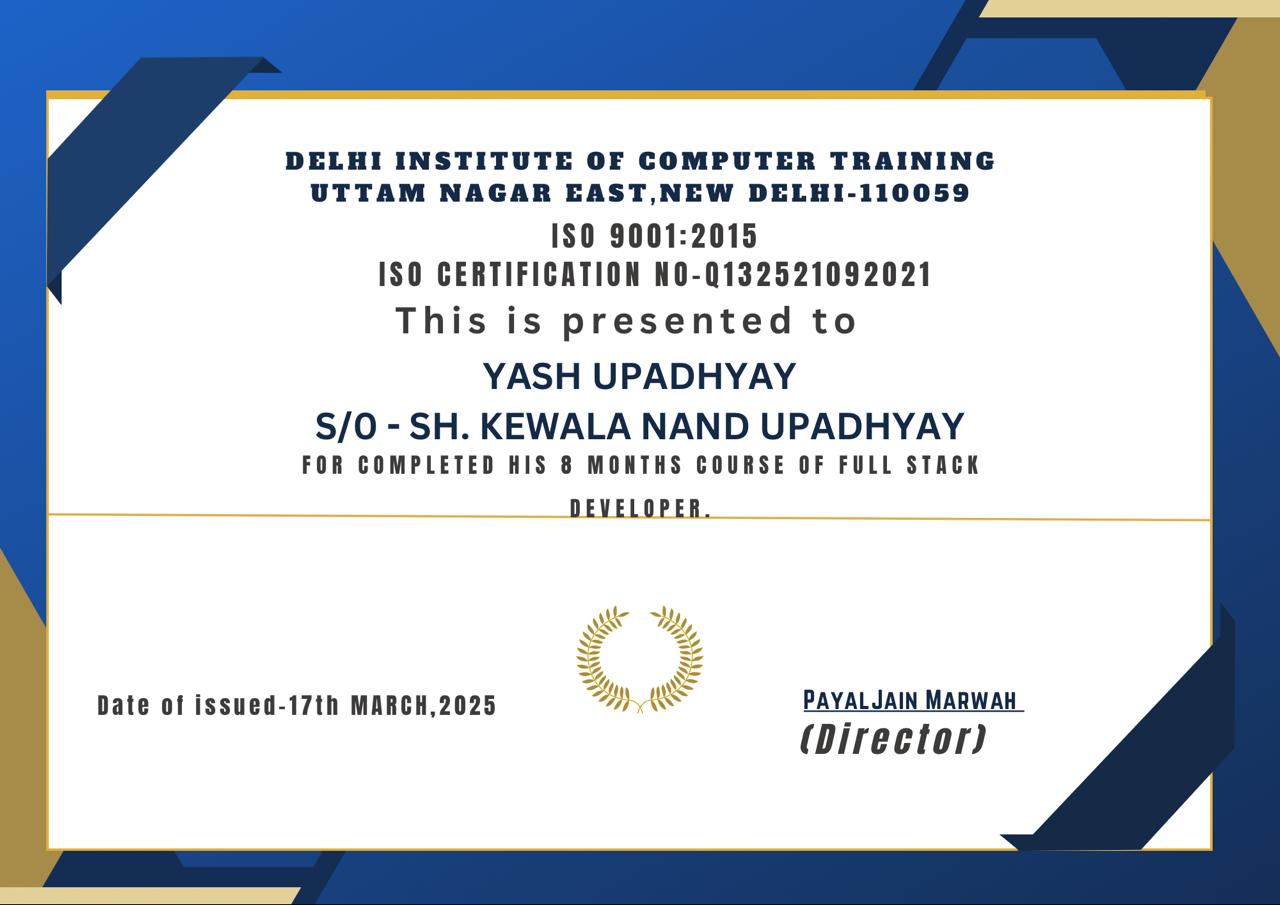 DELHI INSTITUTE OF COMPUTER TRAINING
UTTAM NAGAR EAST,NEW DELHI-110059
ISO 9001:2015
ISO CERTIFICATION NO-Q132521092021
This is presented to
YASH UPADHYAY
S/O - SH. KEWALA NAND UPADHYAY
FOR COMPLETED HIS 8 MONTHS COURSE OF FULL STACK
DEVELOPER.
Date of issued-17th MARCH,2025
PAYALJAIN MARWAH
(Director)